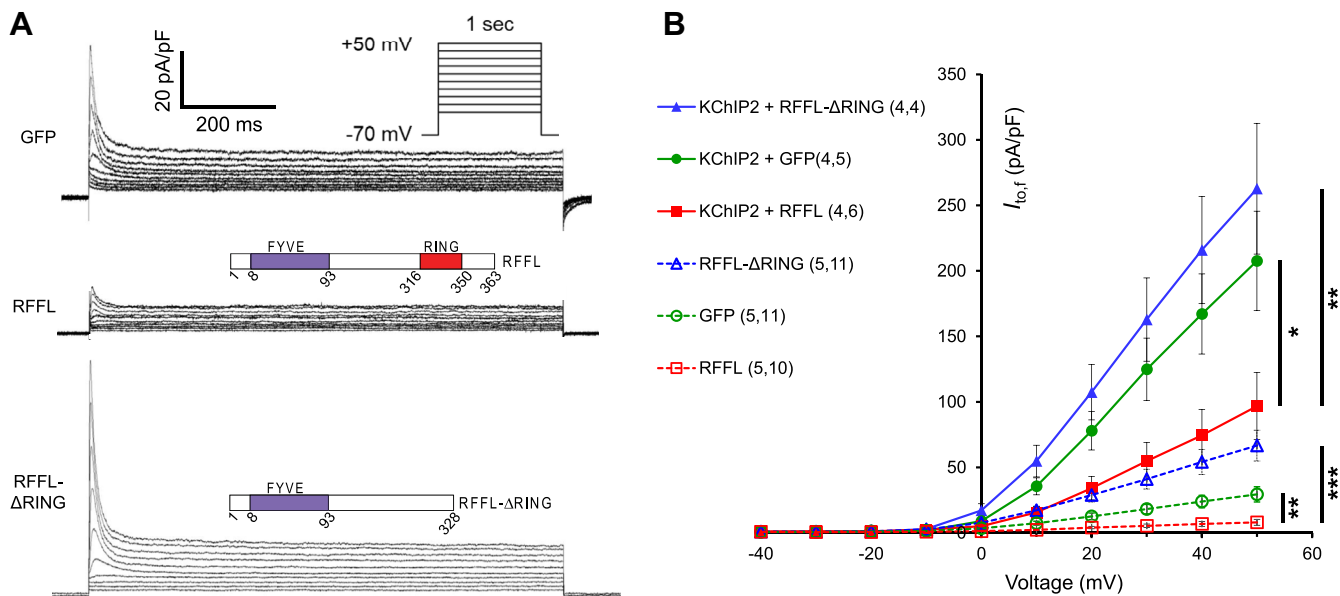 A
20 pA/pF
200 ms
1 sec
+50 mV
-70 mV
GFP
FYVE
RING
RFFL
1
8
93
316
350
363
RFFL
FYVE
RFFL-ΔRING
1
8
93
328
RFFL-
ΔRING
B
KChIP2 + RFFL-ΔRING (4,4)
KChIP2 + GFP(4,5)
KChIP2 + RFFL (4,6)
RFFL-ΔRING (5,11)
GFP (5,11)
RFFL (5,10)
Ito,f (pA/pF)
350
300
250
200
150
100
50
0
-40
-20
0
20
40
60
Voltage (mV)
*
**
***
**